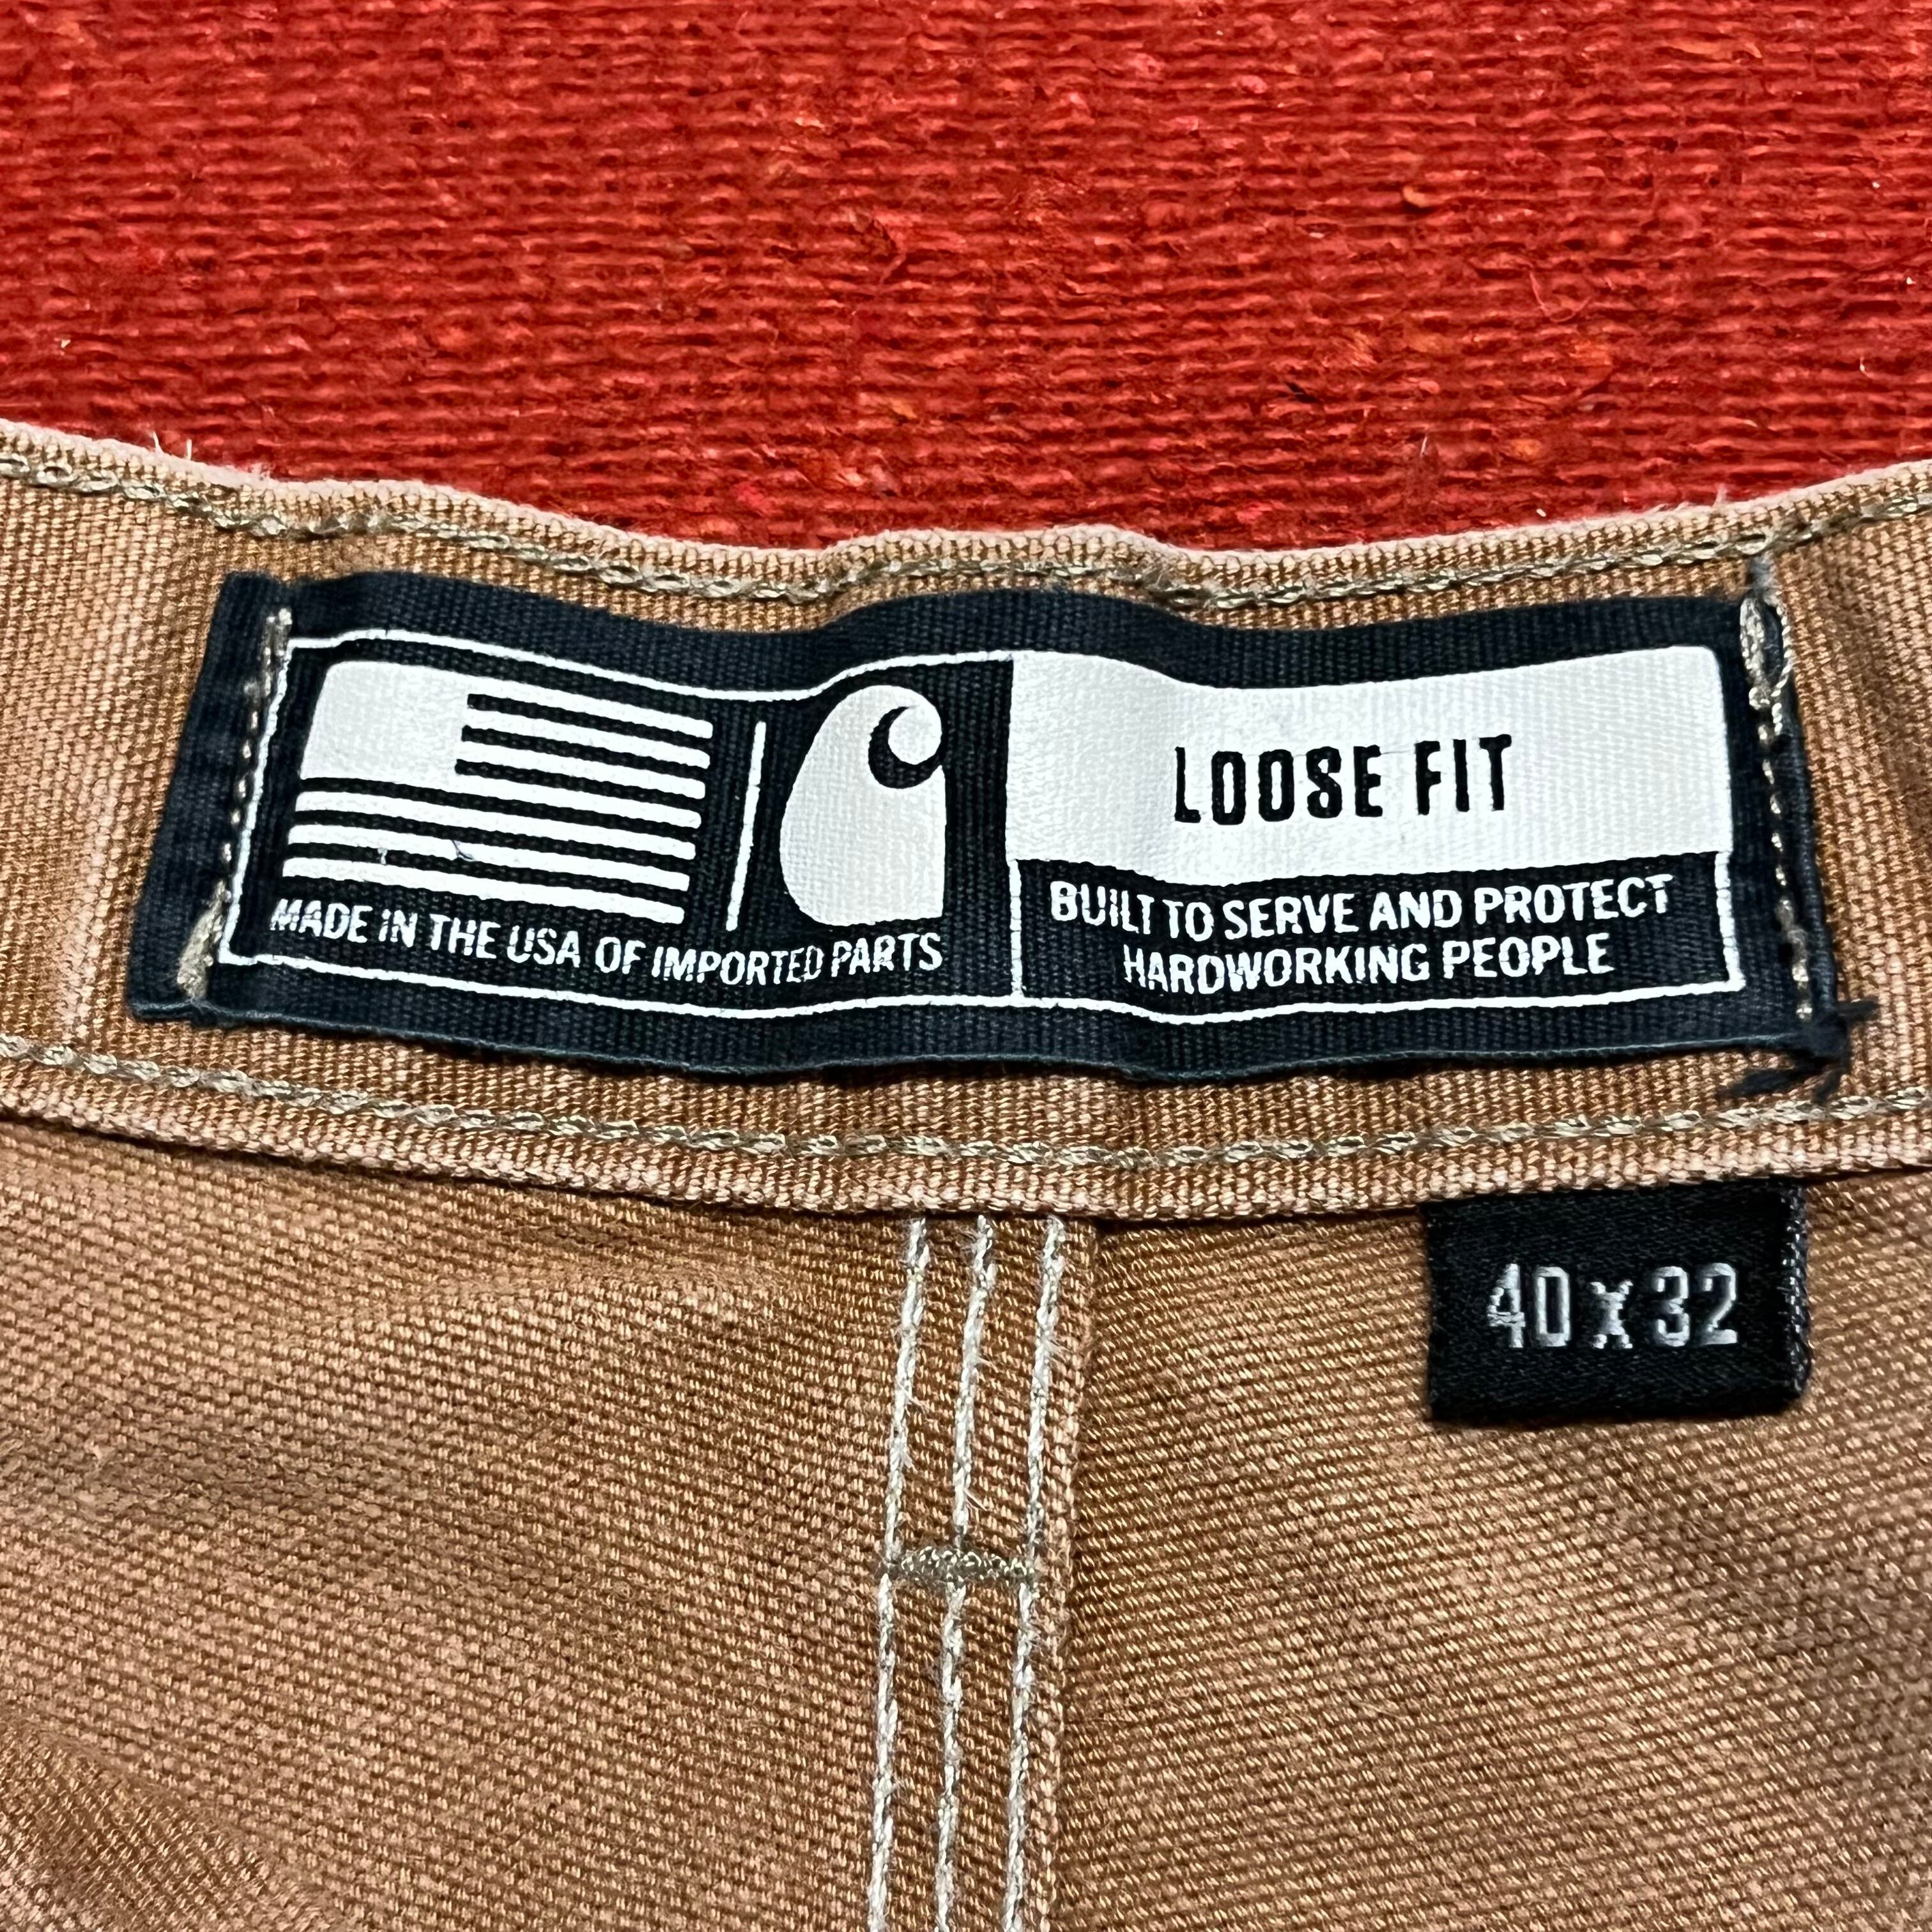 MADE IN THE USA OF IMPORTED PARTS
LOOSE FIT
BUILT TO SERVE AND PROTECT
HARDWORKING PEOPLE
40 x 32